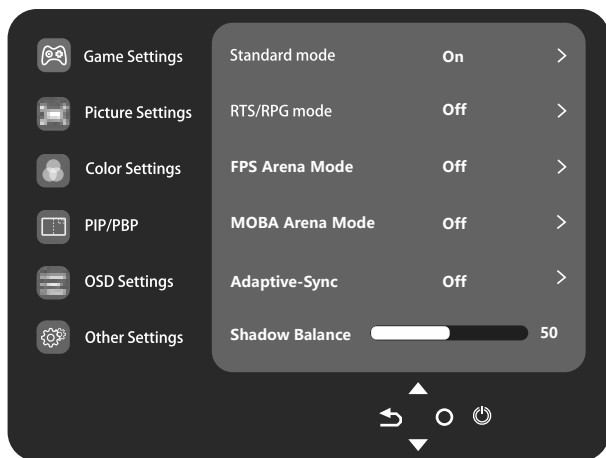 Game Settings
Picture Settings
Color Settings
PIP/PBP
OSD Settings
Other Settings
Standard mode On
RTS/RPG mode Off
FPS Arena Mode Off
MOBA Arena Mode Off
Adaptive-Sync Off
Shadow Balance 50